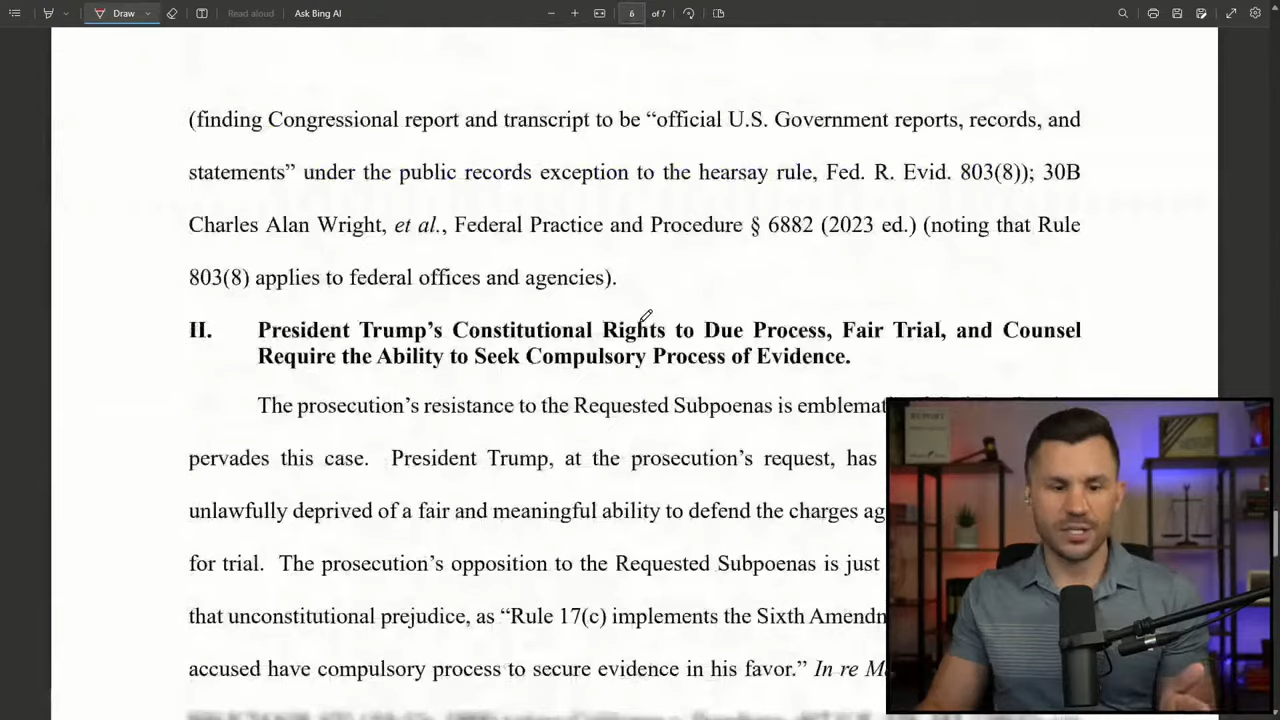 Draw
Read aloud
Ask Bing AI
6 of 7
(finding Congressional report and transcript to be “official U.S. Government reports, records, and
statements” under the public records exception to the hearsay rule, Fed. R. Evid. 803(8)); 30B
Charles Alan Wright, et al., Federal Practice and Procedure § 6882 (2023 ed.) (noting that Rule
803(8) applies to federal offices and agencies).
II. President Trump’s Constitutional Rights to Due Process, Fair Trial, and Counsel
Require the Ability to Seek Compulsory Process of Evidence.
The prosecution’s resistance to the Requested Subpoenas is
pervades this case. President Trump, at the prosecution’s request, has
unlawfully deprived of a fair and meaningful ability to defend the charges
for trial. The prosecution’s opposition to the Requested Subpoenas is just
that unconstitutional prejudice, as “Rule 17(c) implements the Sixth
accused have compulsory process to secure evidence in his favor.” In re